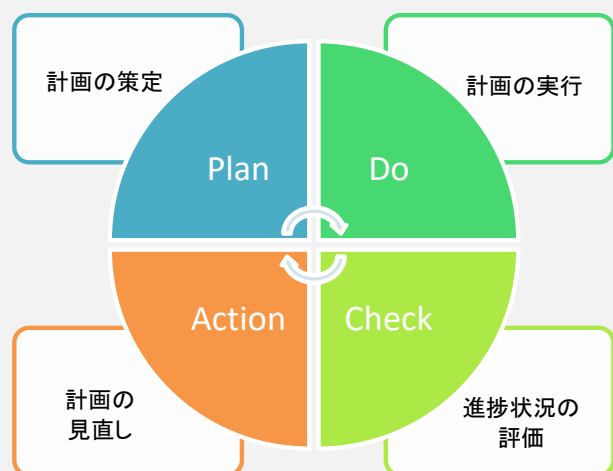 計画の策定
計画の実行
Plan
Do
Action
Check
計画の
見直し
進捗状況の
評価